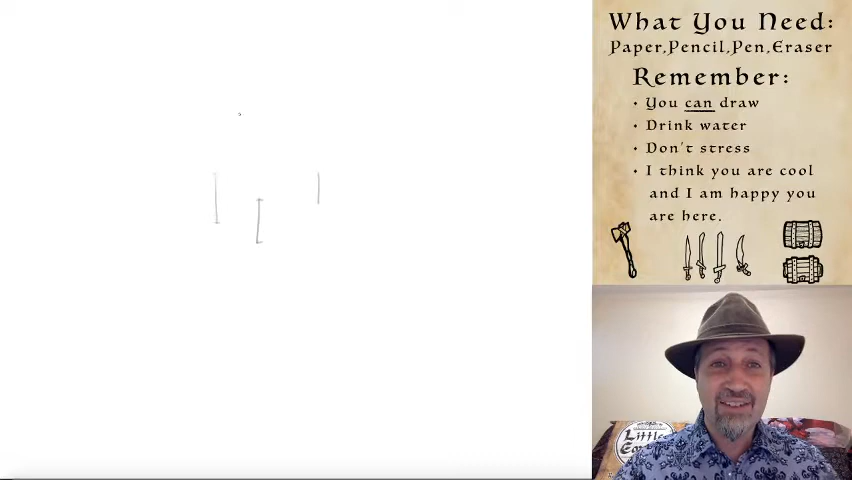 What You Need:
Paper,Pencil,Pen,Eraser
Remember:
• You can draw
• Drink water
• Don't stress
• I think you are cool
and I am happy you
are here.
Little